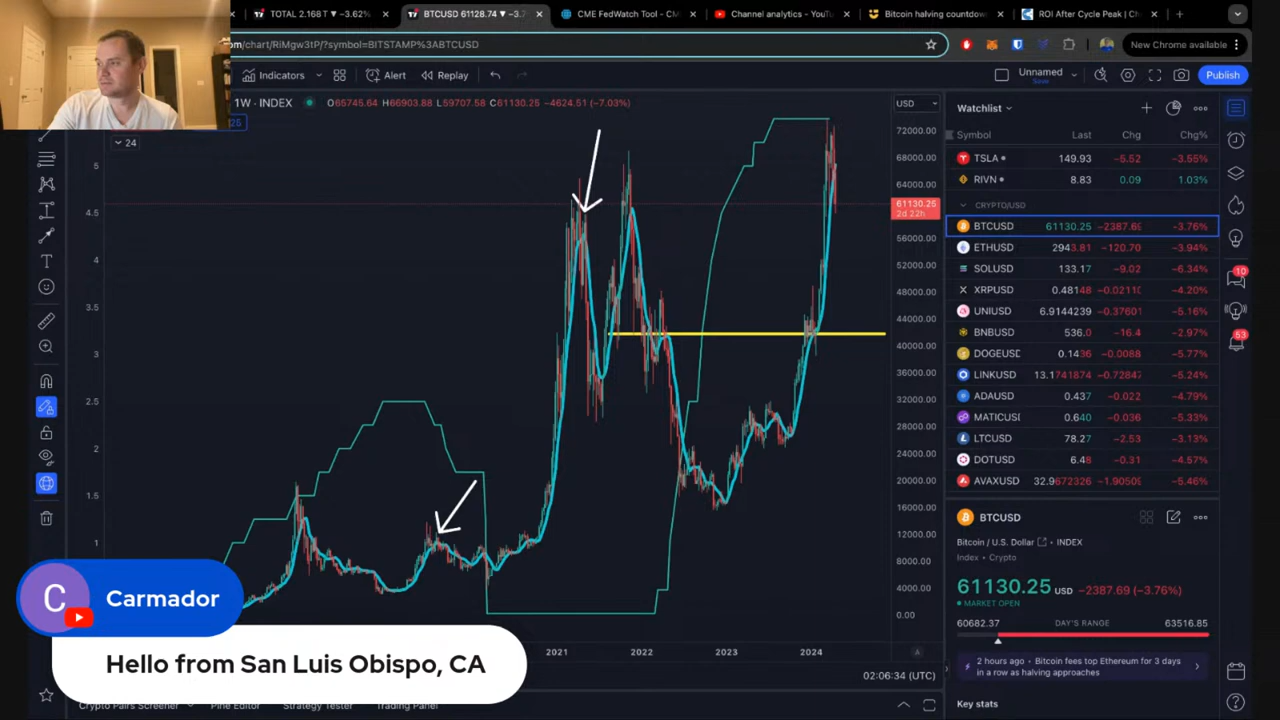 TOTAL 2.168 T −3.62%
BTCUSD 61128.74 −3.7
CME FedWatch Tool - CM
Channel analytics - YouTu
Bitcoin halving countdow
ROI After Cycle Peak | Ch
om/chart/RiMgw3tP/?symbol=BITSTAMP%3ABTCUSD
New Chrome available
Indicators
Alert
Replay
Unnamed
Save
Publish
1W · INDEX
O65745.64 H66903.88 L59707.58 C61130.25 −4624.51 (−7.03%)
USD
25
24
5
4.5
4
3.5
3
2.5
2
1.5
1
72000.00
68000.00
64000.00
61130.25
2d 22h
56000.00
52000.00
48000.00
44000.00
40000.00
36000.00
32000.00
28000.00
24000.00
20000.00
16000.00
12000.00
8000.00
4000.00
0.00
2021
2022
2023
2024
A
02:06:34 (UTC)
Watchlist
Symbol Last Chg Chg%
TSLA 149.93 −5.52 −3.55%
RIVN 8.83 0.09 1.03%
CRYPTO/USD
BTCUSD 61130.25 −2387.69 −3.76%
ETHUSD 2943.81 −120.70 −3.94%
SOLUSD 133.17 −9.02 −6.34%
XRPUSD 0.48148 −0.02110 −4.20%
UNIUSD 6.9144239 −0.37601 −5.16%
BNBUSD 536.0 −16.4 −2.97%
DOGEUSD 0.1436 −0.0088 −5.77%
LINKUSD 13.1741874 −0.72847 −5.24%
ADAUSD 0.437 −0.022 −4.79%
MATICUSI 0.640 −0.036 −5.33%
LTCUSD 78.27 −2.53 −3.13%
DOTUSD 6.48 −0.31 −4.57%
AVAXUSD 32.9672326 −1.90509 −5.46%
10
53
BTCUSD
Bitcoin / U.S. Dollar INDEX
Index • Crypto
61130.25 USD −2387.69 (−3.76%)
MARKET OPEN
60682.37 DAY'S RANGE 63516.85
2 hours ago • Bitcoin fees top Ethereum for 3 days
in a row as halving approaches
Key stats
C
Carmador
Hello from San Luis Obispo, CA
Crypto Pairs Screener
Pine Editor
Strategy Tester
Trading Panel